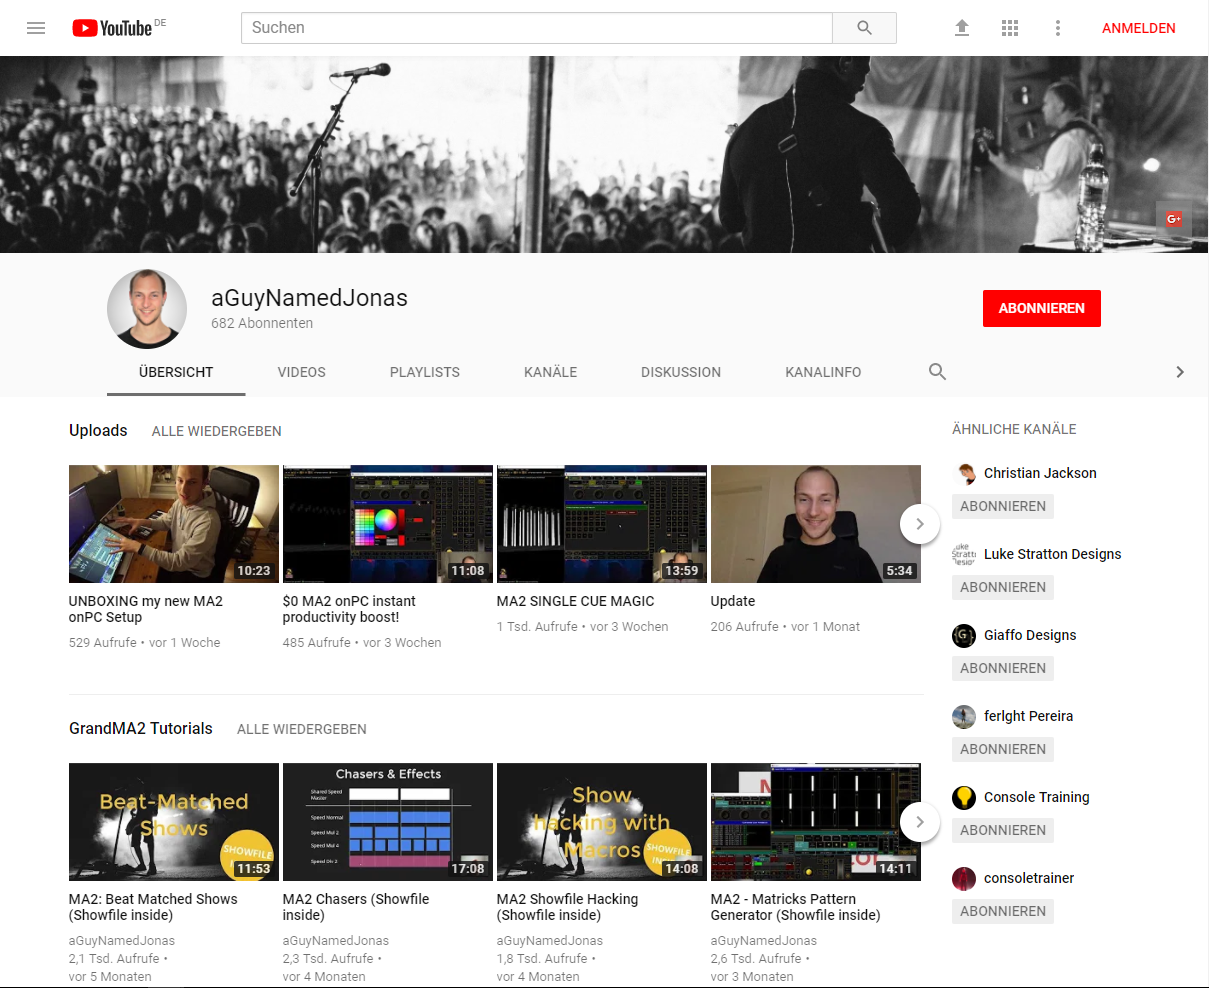 YouTube DE
Suchen
ANMELDEN
G+
aGuyNamedJonas
682 Abonnenten
ABONNIEREN
ÜBERSICHT
VIDEOS
PLAYLISTS
KANÄLE
DISKUSSION
KANALINFO
Uploads
ALLE WIEDERGEBEN
10:23
11:08
13:59
5:34
UNBOXING my new MA2
onPC Setup
529 Aufrufe • vor 1 Woche
$0 MA2 onPC instant
productivity boost!
485 Aufrufe • vor 3 Wochen
MA2 SINGLE CUE MAGIC
1 Tsd. Aufrufe • vor 3 Wochen
Update
206 Aufrufe • vor 1 Monat
GrandMA2 Tutorials
ALLE WIEDERGEBEN
Beat-Matched
Shows
SHOWFILE
11:53
Chasers & Effects
Shared Speed
Master
Speed Normal
Speed Mul 2
Speed Mul 4
Speed Div 2
17:08
Show
hacking with
Macros
SHOWFILE
14:08
14:11
MA2: Beat Matched Shows
(Showfile inside)
aGuyNamedJonas
2,1 Tsd. Aufrufe •
vor 5 Monaten
MA2 Chasers (Showfile
inside)
aGuyNamedJonas
2,3 Tsd. Aufrufe •
vor 4 Monaten
MA2 Showfile Hacking
(Showfile inside)
aGuyNamedJonas
1,8 Tsd. Aufrufe •
vor 4 Monaten
MA2 - Matricks Pattern
Generator (Showfile inside)
aGuyNamedJonas
2,6 Tsd. Aufrufe •
vor 3 Monaten
ÄHNLICHE KANÄLE
Christian Jackson
ABONNIEREN
Luke Stratton Designs
ABONNIEREN
Giaffo Designs
ABONNIEREN
ferlght Pereira
ABONNIEREN
Console Training
ABONNIEREN
consoletrainer
ABONNIEREN